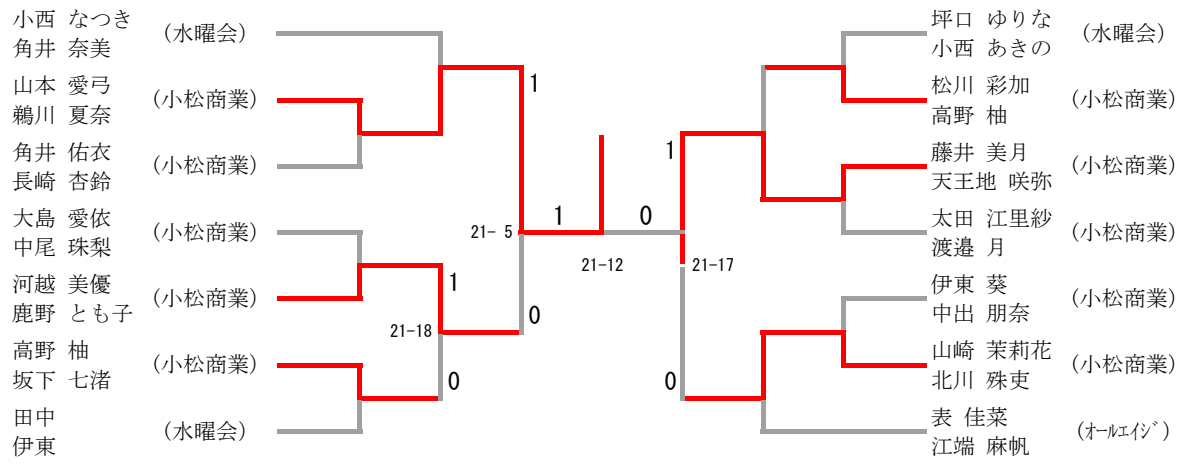 小西 なつき
角井 奈美
(水曜会)
山本 愛弓
鵜川 夏奈
(小松商業)
角井 佑衣
長崎 杏鈴
(小松商業)
大島 愛依
中尾 珠梨
(小松商業)
河越 美優
鹿野 とも子
(小松商業)
高野 柚
坂下 七渚
(小松商業)
田中
伊東
(水曜会)
1
21- 5
0
1
21-18
0
1
0
21-12
1
21-17
0
坪口 ゆりな
小西 あきの
(水曜会)
松川 彩加
高野 柚
(小松商業)
藤井 美月
天王地 咲弥
(小松商業)
太田 江里紗
渡邉 月
(小松商業)
伊東 葵
中出 朋奈
(小松商業)
山崎 茉莉花
北川 殊吏
(小松商業)
表 佳菜
江端 麻帆
(ｵｰﾙｴｲｼﾞ)